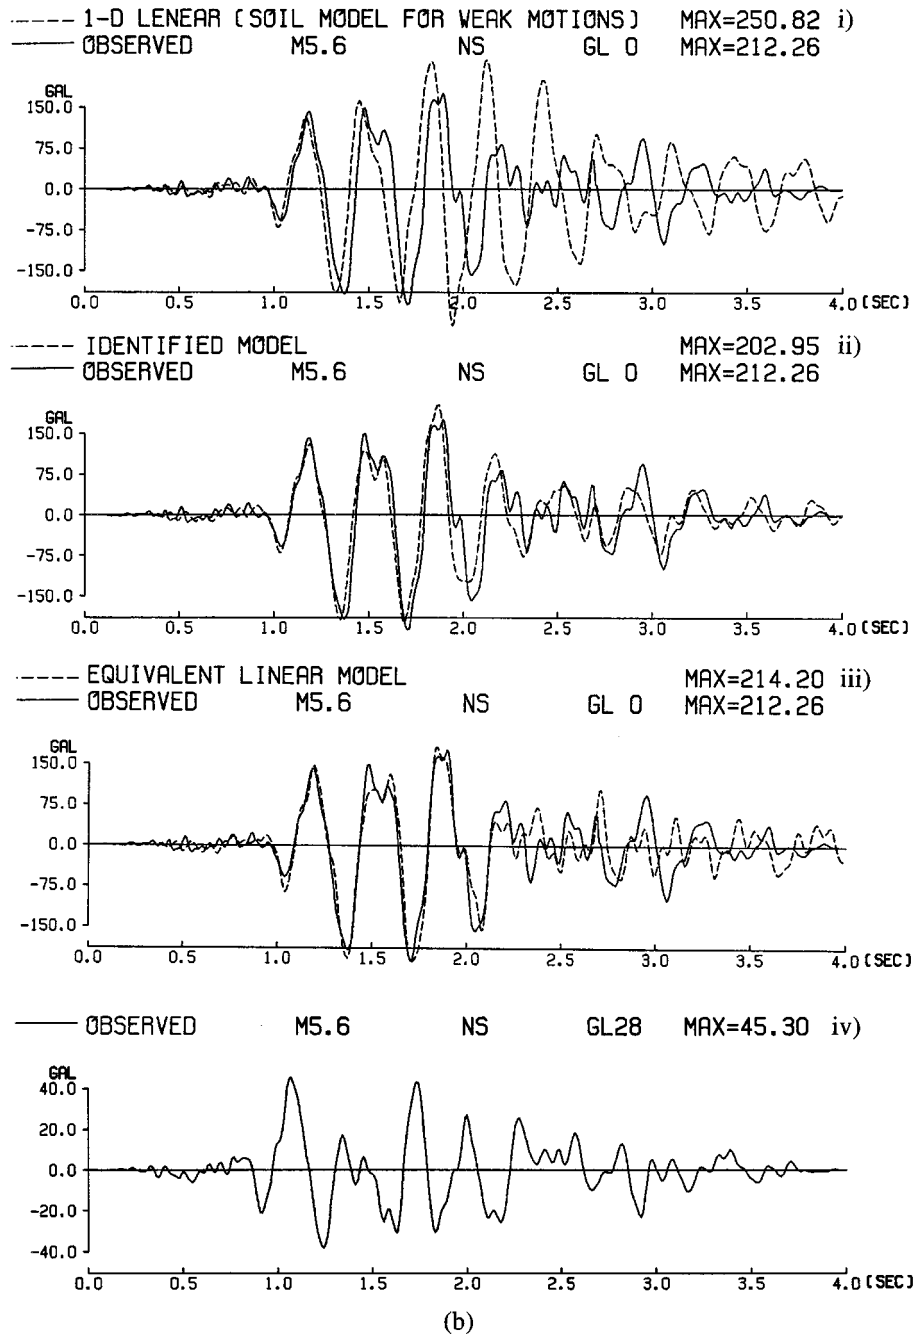 1-D LENEAR (SOIL MODEL FOR WEAK MOTIONS) MAX=250.82 i)
OBSERVED M5.6 NS GL 0 MAX=212.26
GAL
150.0
75.0
0.0
-75.0
-150.0
0.0 0.5 1.0 1.5 2.0 2.5 3.0 3.5 4.0 (SEC)
IDENTIFIED MODEL MAX=202.95 ii)
OBSERVED M5.6 NS GL 0 MAX=212.26
GAL
150.0
75.0
0.0
-75.0
-150.0
0.0 0.5 1.0 1.5 2.0 2.5 3.0 3.5 4.0 (SEC)
EQUIVALENT LINEAR MODEL MAX=214.20 iii)
OBSERVED M5.6 NS GL 0 MAX=212.26
GAL
150.0
75.0
0.0
-75.0
-150.0
0.0 0.5 1.0 1.5 2.0 2.5 3.0 3.5 4.0 (SEC)
OBSERVED M5.6 NS GL28 MAX=45.30 iv)
GAL
40.0
20.0
0.0
-20.0
-40.0
0.0 0.5 1.0 1.5 2.0 2.5 3.0 3.5 4.0 (SEC)
(b)